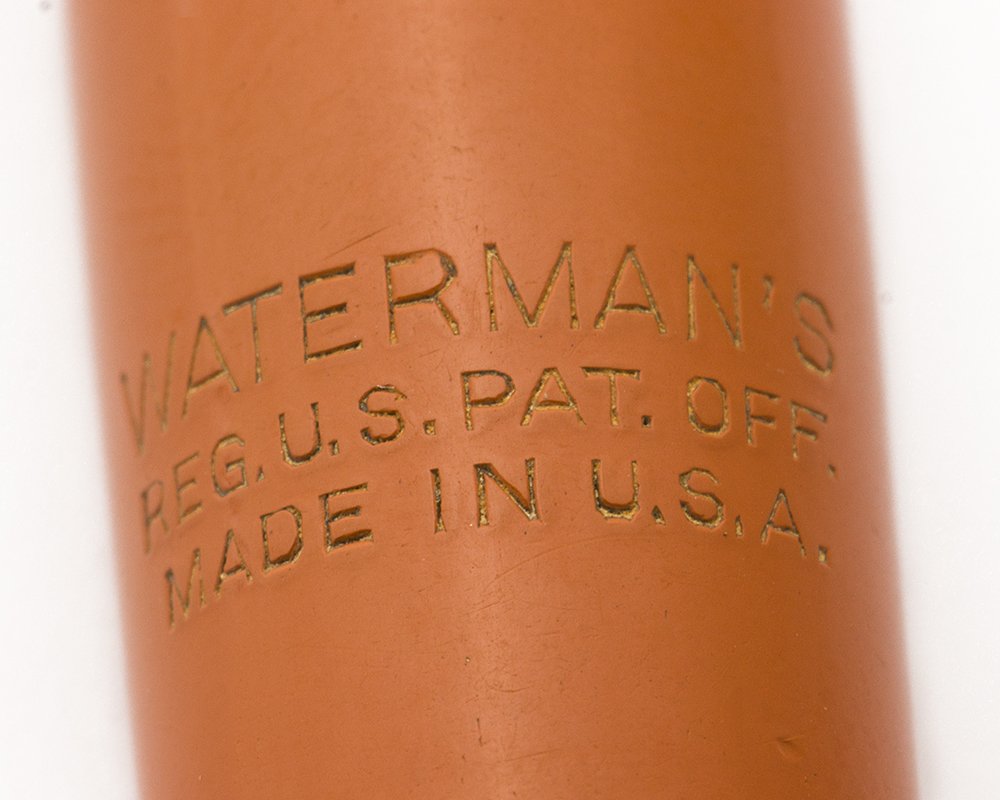 WATERMAN'S
REG. U.S. PAT. OFF.
MADE IN U.S.A.